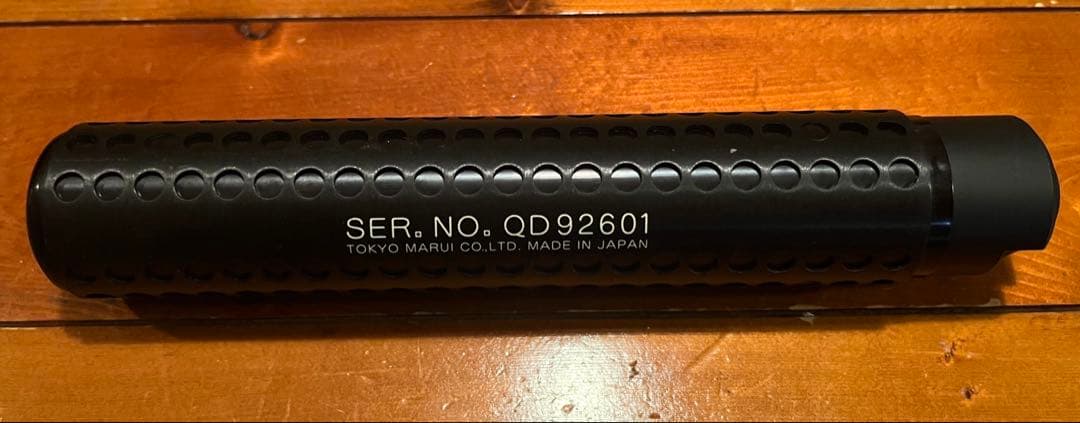 SER. NO. QD92601
TOKYO MARUI CO.,LTD. MADE IN JAPAN